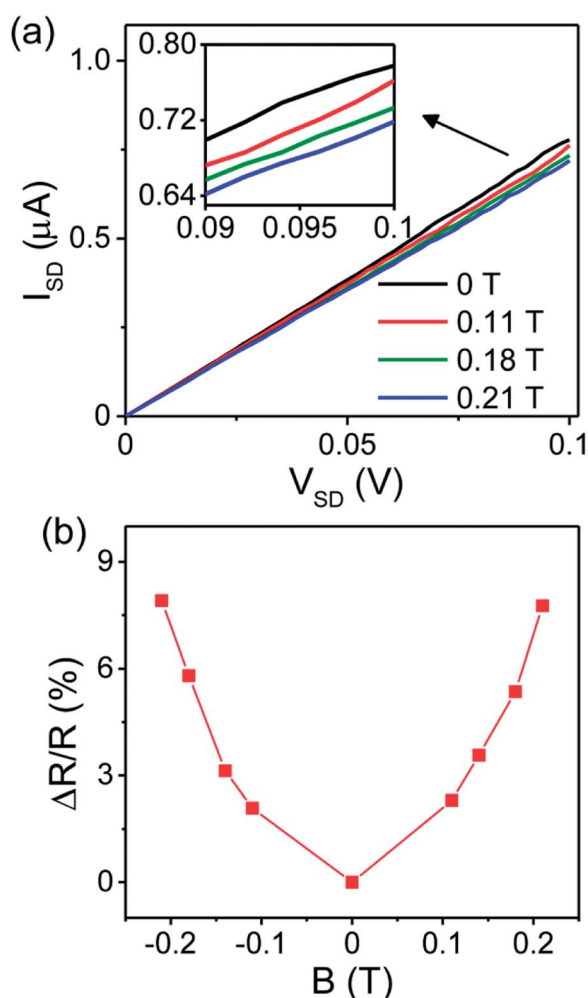 (a)
I_SD (μA)
1.0
0.5
0
0.80
0.72
0.64
0.09
0.095
0.1
0 T
0.11 T
0.18 T
0.21 T
0
0.05
0.1
V_SD (V)
(b)
ΔR/R (%)
9
6
3
0
-0.2
-0.1
0
0.1
0.2
B (T)